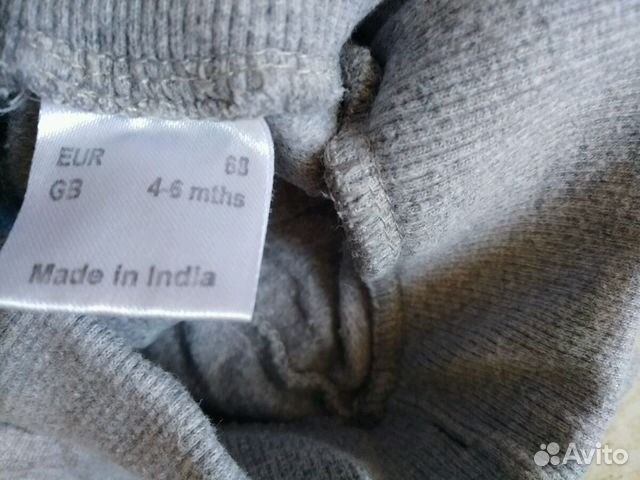 EUR 68
GB 4-6 mths
Made in India
Avito